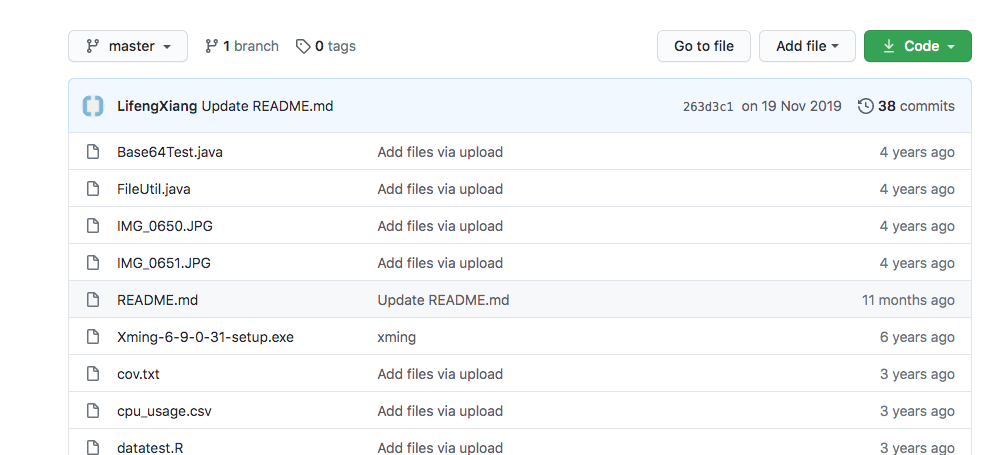 master 1 branch 0 tags Go to file Add file Code
LifengXiang Update README.md 263d3c1 on 19 Nov 2019 38 commits
Base64Test.java Add files via upload 4 years ago
FileUtil.java Add files via upload 4 years ago
IMG_0650.JPG Add files via upload 4 years ago
IMG_0651.JPG Add files via upload 4 years ago
README.md Update README.md 11 months ago
Xming-6-9-0-31-setup.exe xming 6 years ago
cov.txt Add files via upload 3 years ago
cpu_usage.csv Add files via upload 3 years ago
datatest.R Add files via upload 3 years ago